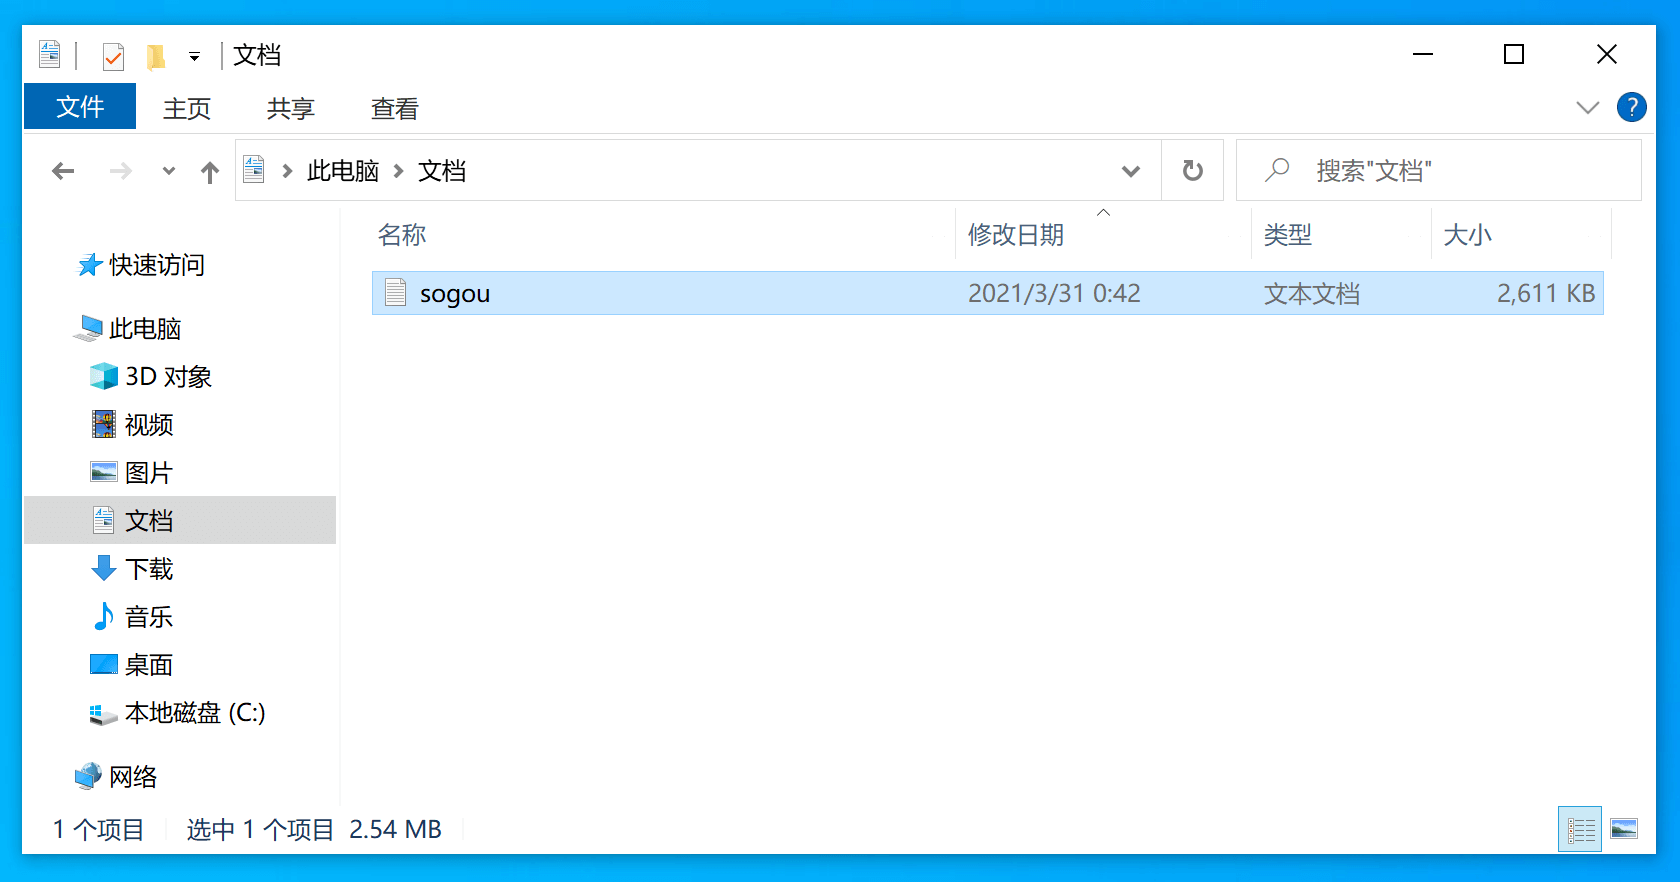 文档
文件 主页 共享 查看 ?
此电脑 文档 搜索"文档"
名称 修改日期 类型 大小
sogou 2021/3/31 0:42 文本文档 2,611 KB
快速访问
此电脑
3D 对象
视频
图片
文档
下载
音乐
桌面
本地磁盘 (C:)
网络
1 个项目 选中 1 个项目 2.54 MB